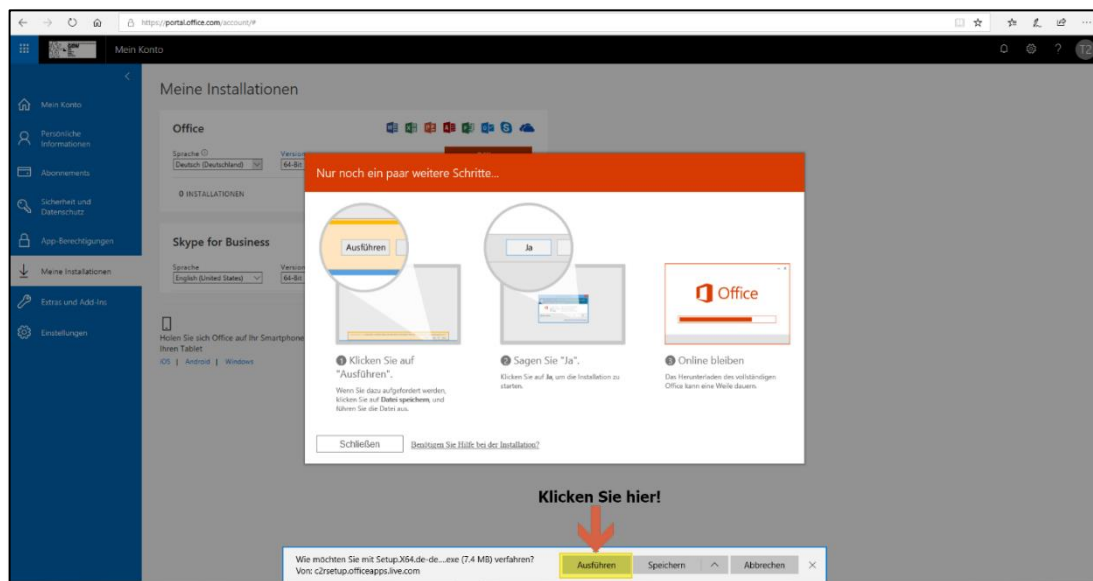 https://portal.office.com/account/#
Mein Konto
T2
Meine Installationen
Mein Konto
Persönliche
Informationen
Abonnements
Sicherheit und
Datenschutz
App-Berechtigungen
Meine Installationen
Extras und Add-Ins
Einstellungen
Office
Sprache
Version
Deutsch (Deutschland)
64-Bit
0 INSTALLATIONEN
Skype for Business
Sprache
Version
English (United States)
64-Bit
Holen Sie sich Office auf Ihr Smartphone
Ihren Tablet
iOS | Android | Windows
Nur noch ein paar weitere Schritte...
Ausführen
Ja
Office
1 Klicken Sie auf
"Ausführen".
Wenn Sie dazu aufgefordert werden,
klicken Sie auf Datei speichern, und
führen Sie die Datei aus.
2 Sagen Sie "Ja".
Klicken Sie auf Ja, um die Installation zu
starten.
3 Online bleiben
Das Herunterladen des vollständigen
Office kann eine Weile dauern.
Schließen
Benötigen Sie Hilfe bei der Installation?
Klicken Sie hier!
Wie möchten Sie mit Setup.X64.de-de....exe (7.4 MB) verfahren?
Von: c2rsetup.officeapps.live.com
Ausführen
Speichern
Abbrechen